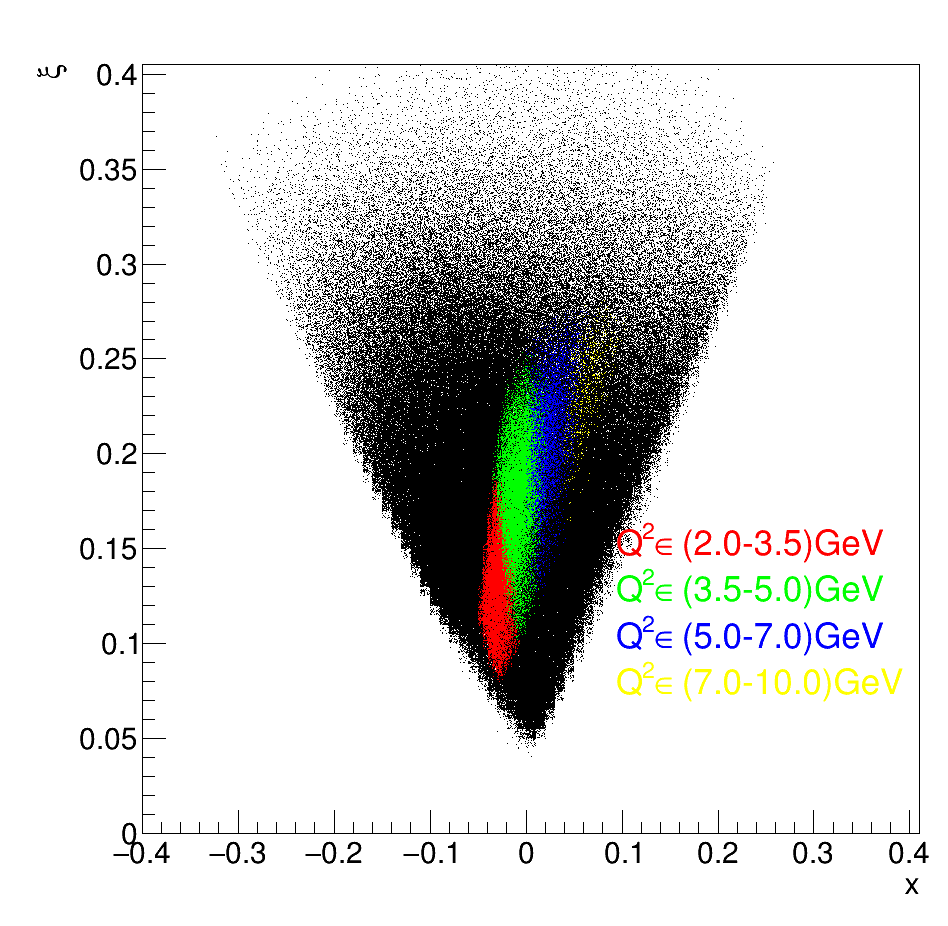 ξ
0.4
0.35
0.3
0.25
0.2
0.15
0.1
0.05
0
Q²∈ (2.0-3.5)GeV
Q²∈ (3.5-5.0)GeV
Q²∈ (5.0-7.0)GeV
Q²∈ (7.0-10.0)GeV
−0.4 −0.3 −0.2 −0.1 0 0.1 0.2 0.3 0.4
x